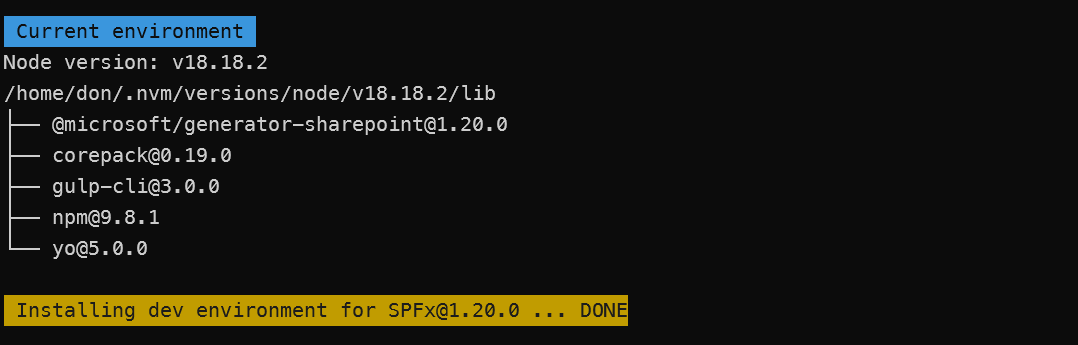 Current environment
Node version: v18.18.2
/home/don/.nvm/versions/node/v18.18.2/lib
├── @microsoft/generator-sharepoint@1.20.0
├── corepack@0.19.0
├── gulp-cli@3.0.0
├── npm@9.8.1
└── yo@5.0.0
Installing dev environment for SPFx@1.20.0 ... DONE